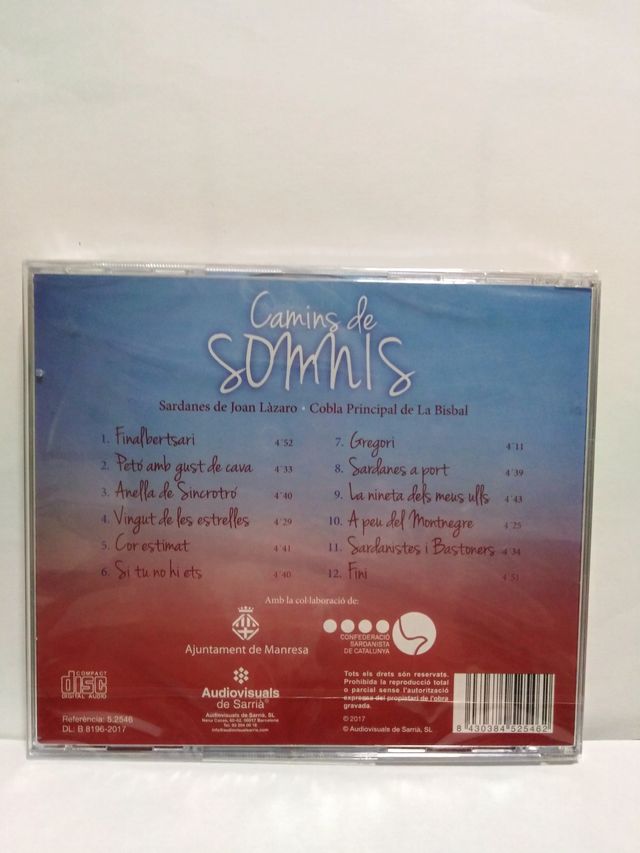 Camins de
SOMNIS
Sardanes de Joan Làzaro · Cobla Principal de La Bisbal
1. Finalbertsari 4´52
2. Petó amb gust de cava 4´33
3. Anella de Sincrotró 4´40
4. Vingut de les estrelles 4´29
5. Cor estimat 4´41
6. Si tu no hi ets 4´40
7. Gregori 4´11
8. Sardanes a port 4´39
9. La nineta dels meus ulls 4´43
10. A peu del Montnegre 4´25
11. Sardanistes i Bastoners 4´34
12. Fini 4´51
Amb la col·laboració de:
Ajuntament de Manresa
CONFEDERACIÓ
SARDANISTA
DE CATALUNYA
COMPACT
disc
DIGITAL AUDIO
Referència: 5.2546
DL: B 8196-2017
Audiovisuals
de Sarrià®
Audiovisuals de Sarrià, SL
info@audiovisualssarria.com
Tots els drets són reservats.
Prohibida la reproducció total
o parcial sense l'autorització
expressa del propietari de l'obra
gravada.
© 2017
© Audiovisuals de Sarrià, SL
8 430384 525462